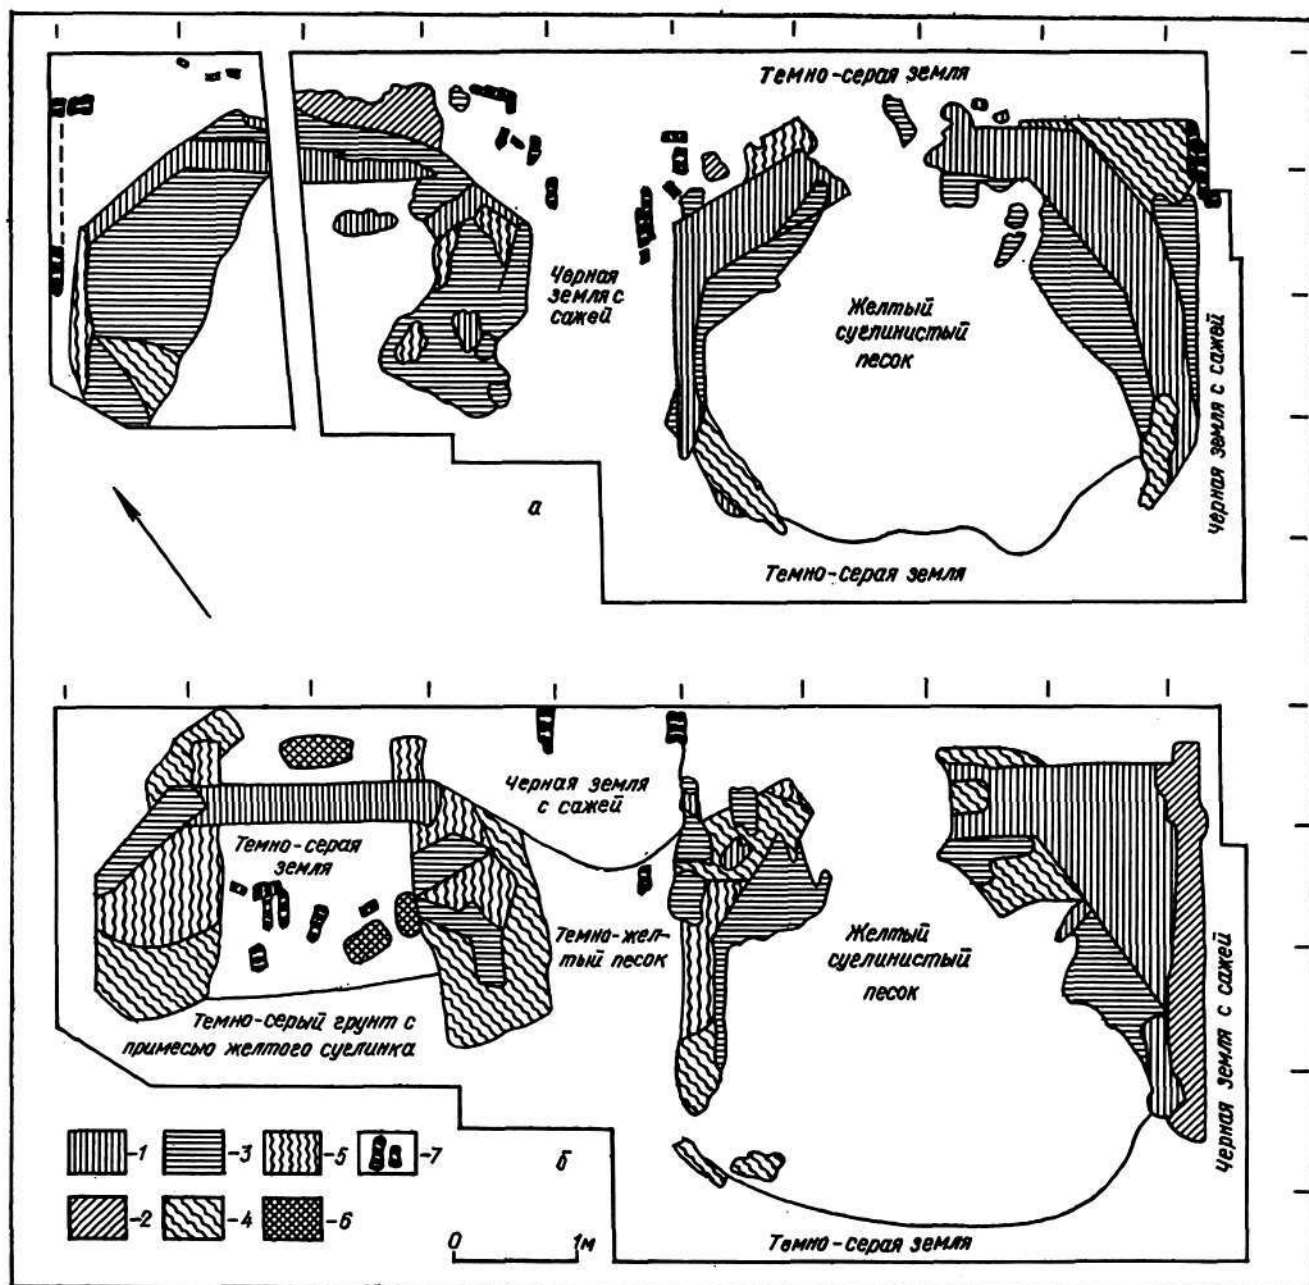 Темно-серая земля
Черная
земля с
сажей
Желтый
суглинистый
песок
Черная земля с сажей
а
Темно-серая земля
Черная земля
с сажей
Темно-серая
земля
Темно-жел-
тый песок
Желтый
суглинистый
песок
Темно-серый грунт с
примесью желтого суглинка
Черная земля с сажей
-1
-3
-5
-7
б
-2
-4
-6
0 1м
Темно-серая земля